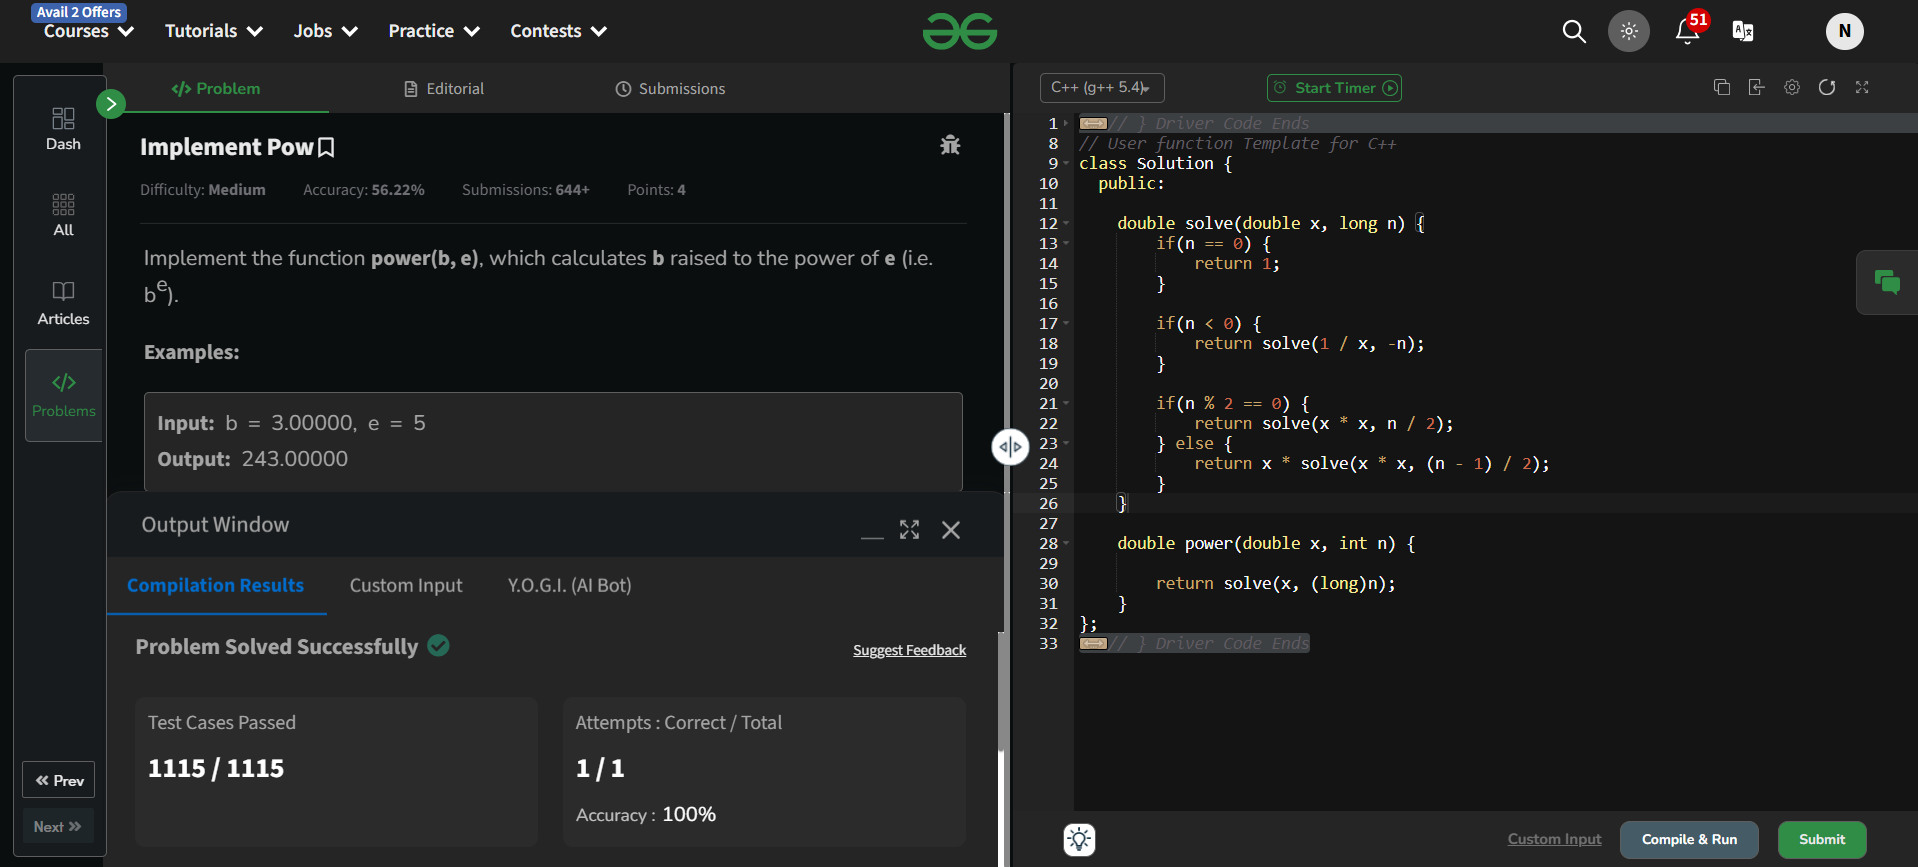 Avail 2 Offers
Courses Tutorials Jobs Practice Contests
51
N
Dash
All
Articles
Problems
Prev
Next
Problem Editorial Submissions
Implement Pow
Difficulty: Medium Accuracy: 56.22% Submissions: 644+ Points: 4
Implement the function power(b, e), which calculates b raised to the power of e (i.e.
b^e).
Examples:
Input: b = 3.00000, e = 5
Output: 243.00000
Output Window
Compilation Results Custom Input Y.O.G.I. (AI Bot)
Problem Solved Successfully
Suggest Feedback
Test Cases Passed
1115 / 1115
Attempts : Correct / Total
1 / 1
Accuracy : 100%
C++ (g++ 5.4) Start Timer
1 // } Driver Code Ends
8 // User function Template for C++
9 class Solution {
10 public:
11
12 double solve(double x, long n) {
13 if(n == 0) {
14 return 1;
15 }
16
17 if(n < 0) {
18 return solve(1 / x, -n);
19 }
20
21 if(n % 2 == 0) {
22 return solve(x * x, n / 2);
23 } else {
24 return x * solve(x * x, (n - 1) / 2);
25 }
26 }
27
28 double power(double x, int n) {
29
30 return solve(x, (long)n);
31 }
32 };
33 // } Driver Code Ends
Custom Input Compile & Run Submit